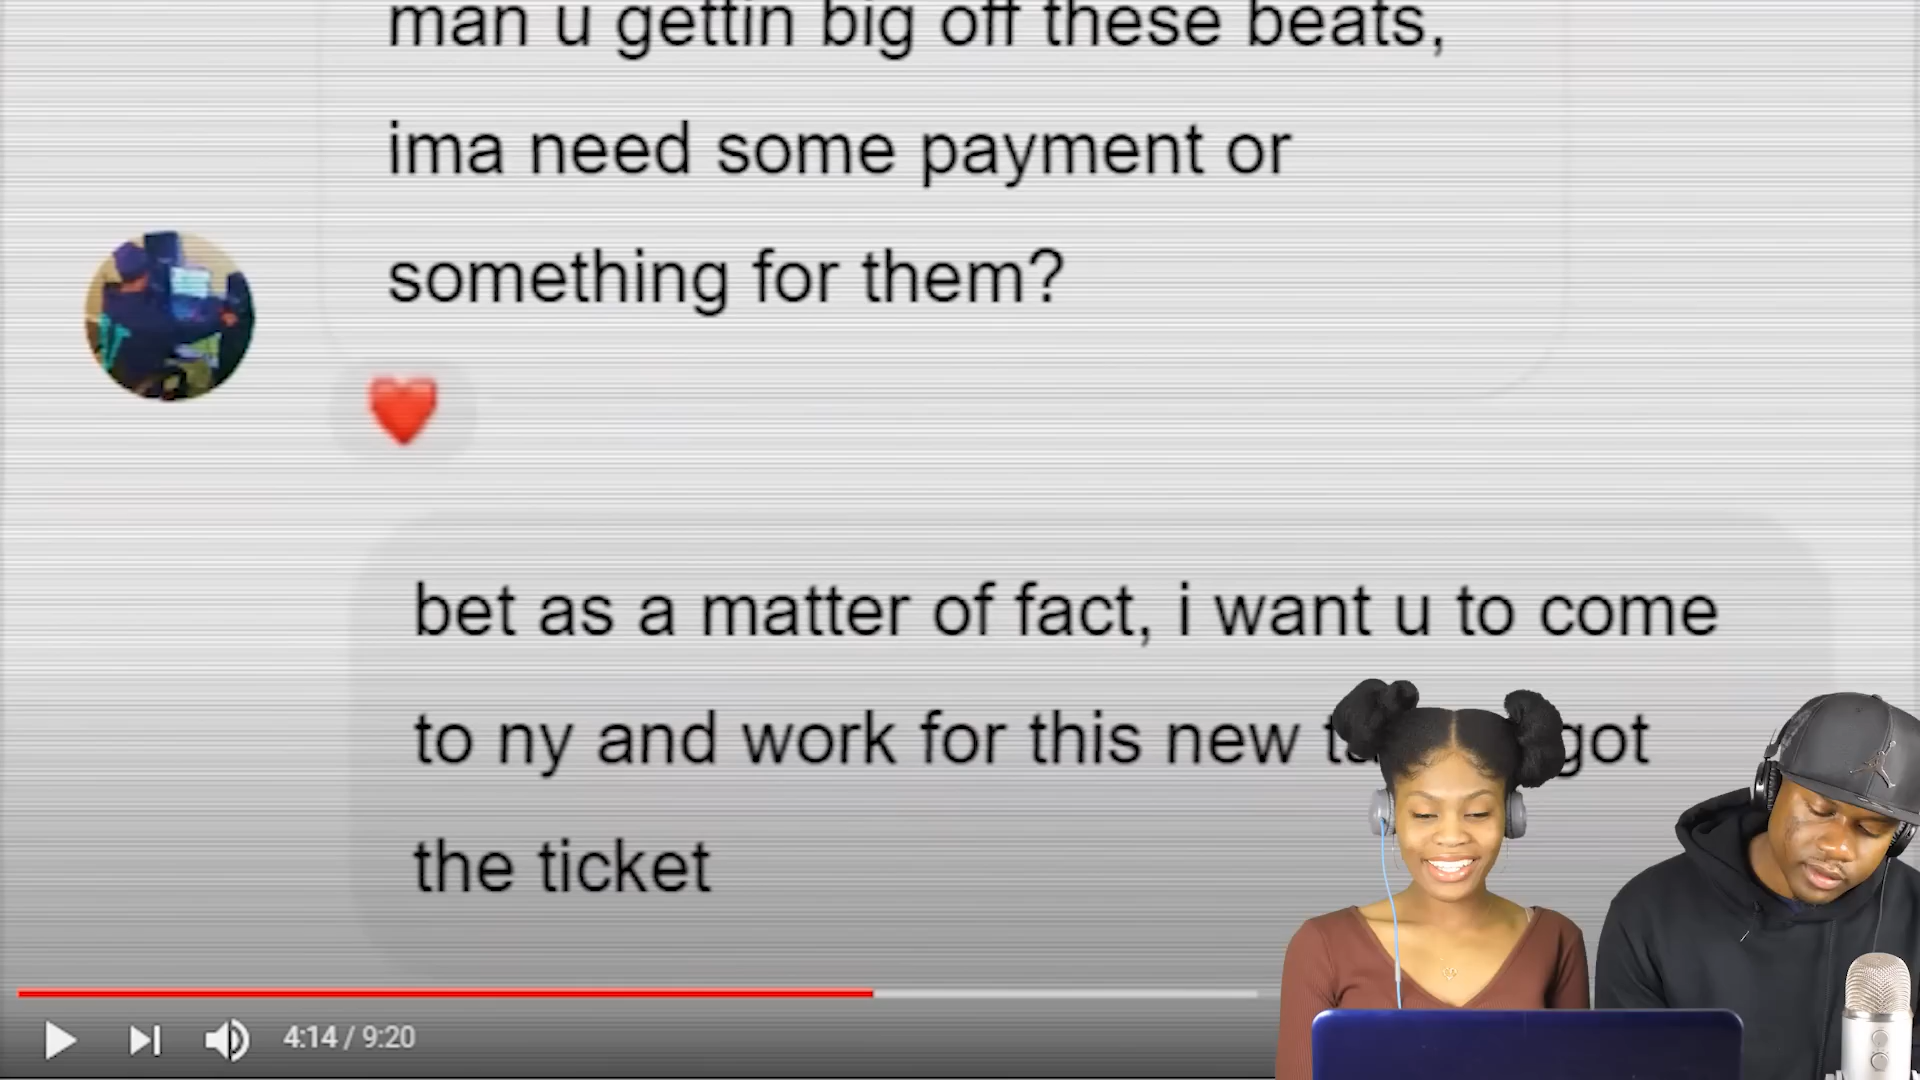 man u gettin big off these beats,
ima need some payment or
something for them?
bet as a matter of fact, i want u to come
to ny and work for this new got
the ticket
4:14 / 9:20